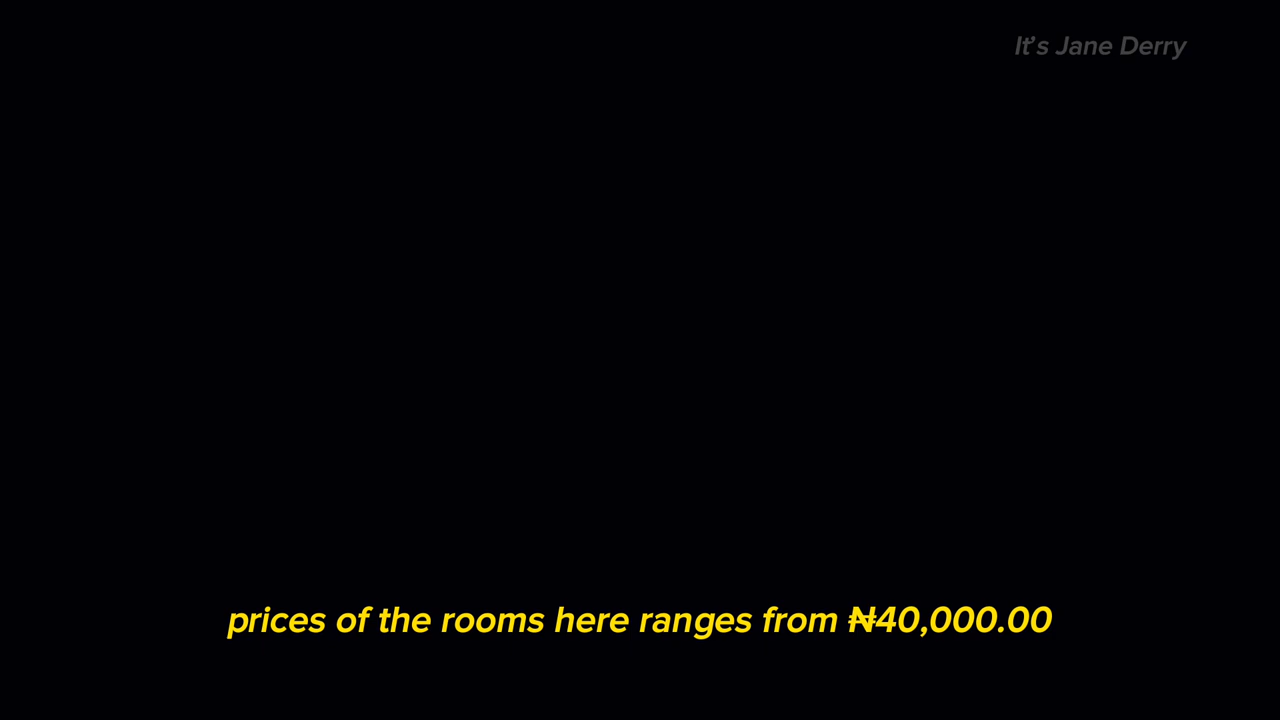 It's Jane Derry
prices of the rooms here ranges from ₦40,000.00